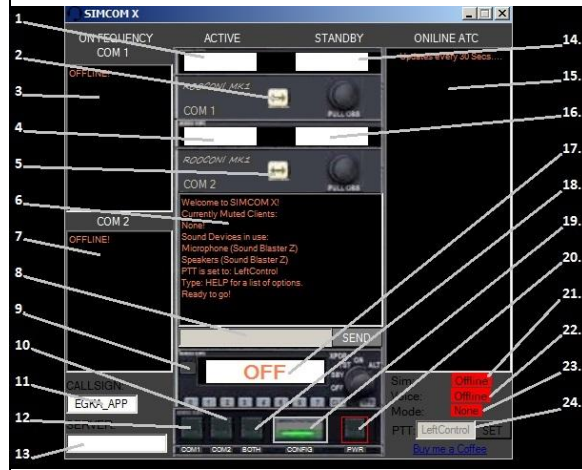 SIMCOM X
ON FEQUENCY
COM 1
ACTIVE
STANDBY
ONILINE ATC
OFFLINE!
Updates every 30 Secs....
ROOCONI MK1
COM 1
PULL OBS
ROOCONI MK1
COM 2
PULL OBS
COM 2
OFFLINE!
Welcome to SIMCOM X!
Currently Muted Clients:
None!
Sound Devices in use:
Microphone (Sound Blaster Z)
Speakers (Sound Blaster Z)
PTT is set to: LeftControl
Type: HELP for a list of options.
Ready to go!
SEND
OFF
ON
ALT
SBY
OFF
CALLSIGN:
EGKA_APP
SERVER:
COM1
COM2
BOTH
CONFIG
PWR
Sim: Offline
Voice: Offline
Mode: None
PTT: LeftControl SET
Buy me a Coffee
1.
2.
3.
4.
5.
6.
7.
8.
9.
10.
11.
12.
13.
14.
15.
16.
17.
18.
19.
20.
21.
22.
23.
24.